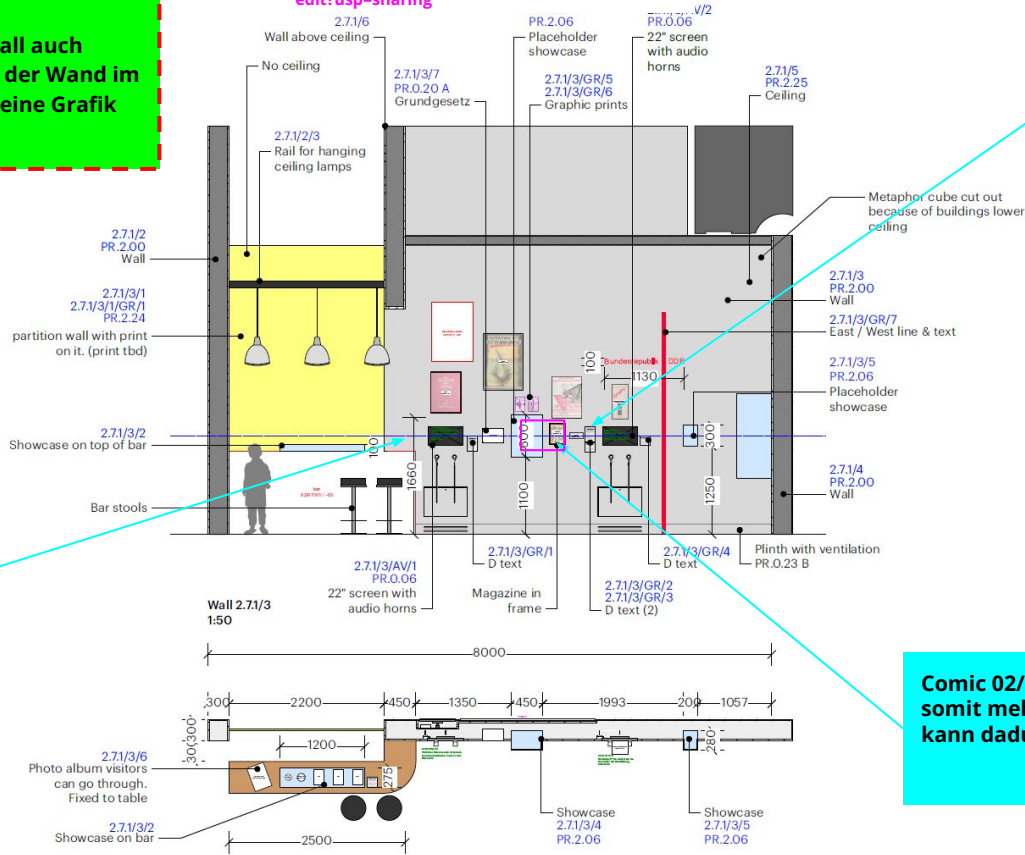 edit?usp=sharing
all auch
der Wand im
eine Grafik
2.7.1/6
Wall above ceiling
No ceiling
2.7.1/3/7
PR.0.20 A
Grundgesetz
PR.2.06
Placeholder
showcase
2.7.1/3/GR/5
2.7.1/3/GR/6
Graphic prints
PR.0.06
22" screen
with audio
horns
2.7.1/5
PR.2.25
Ceiling
2.7.1/2/3
Rail for hanging
ceiling lamps
Metaphor cube cut out
because of buildings lower
ceiling
2.7.1/2
PR.2.00
Wall
2.7.1/3
PR.2.00
Wall
2.7.1/3/1
2.7.1/3/1/GR/1
PR.2.24
partition wall with print
on it. (print tbd)
2.7.1/3/GR/7
East / West line & text
Bundesrepublik
DDR
100
1130
2.7.1/3/5
PR.2.06
Placeholder
showcase
2.7.1/3/2
Showcase on top of bar
100
1660
600
1100
300
1250
2.7.1/4
PR.2.00
Wall
Bar stools
2.7.1/3/AV/1
PR.0.06
22" screen with
audio horns
2.7.1/3/GR/1
D text
Magazine in
frame
2.7.1/3/GR/2
2.7.1/3/GR/3
D text (2)
2.7.1/3/GR/4
D text
Plinth with ventilation
PR.0.23 B
Wall 2.7.1/3
1:50
8000
300
2200
450
1350
450
1993
200
1057
300
300
1200
275
280
2.7.1/3/6
Photo album visitors
can go through.
Fixed to table
2.7.1/3/2
Showcase on bar
2500
Showcase
2.7.1/3/4
PR.2.06
Showcase
2.7.1/3/5
PR.2.06
Comic 02/
somit
kann